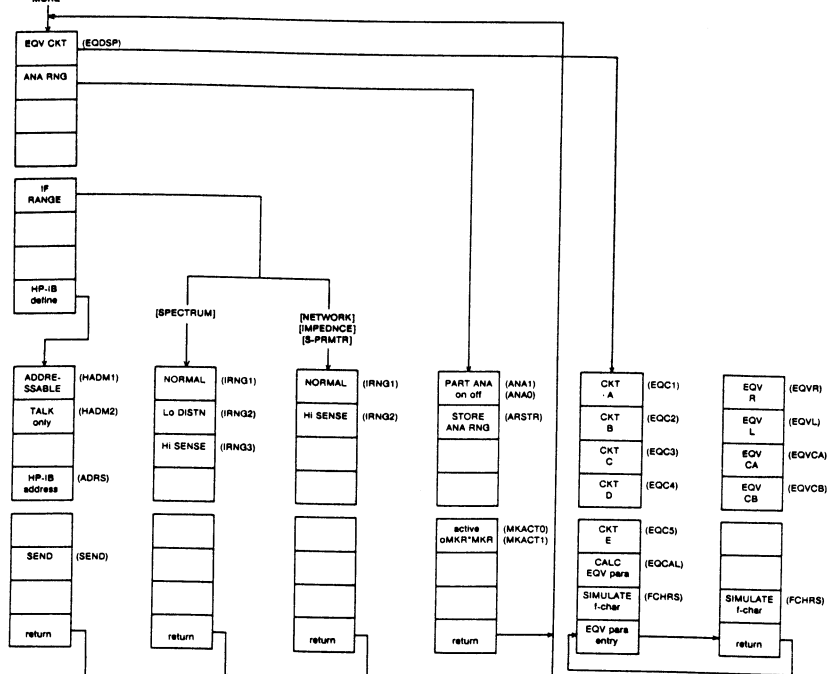 MORE
EQV CKT (EQDSP)
ANA RNG
IF
RANGE
HP-IB
define
[SPECTRUM]
[NETWORK]
[IMPEDNCE]
[S-PRMTR]
ADDRE-
SSABLE
(HADM1)
TALK
only
(HADM2)
HP-IB
address
(ADRS)
SEND (SEND)
return
NORMAL (IRNG1)
Lo DISTN (IRNG2)
Hi SENSE (IRNG3)
return
NORMAL (IRNG1)
Hi SENSE (IRNG2)
return
PART ANA (ANA1)
on off (ANA0)
STORE
ANA RNG
(ARSTR)
active (MKACT0)
oMKR*MKR (MKACT1)
return
CKT
A
(EQC1)
CKT
B
(EQC2)
CKT
C
(EQC3)
CKT
D
(EQC4)
CKT
E
(EQC5)
CALC
EQV para
(EQCAL)
SIMULATE
f-char
(FCHRS)
EQV para
entry
EQV
R
(EQVR)
EQV
L
(EQVL)
EQV
CA
(EQVCA)
EQV
CB
(EQVCB)
SIMULATE
f-char
(FCHRS)
return